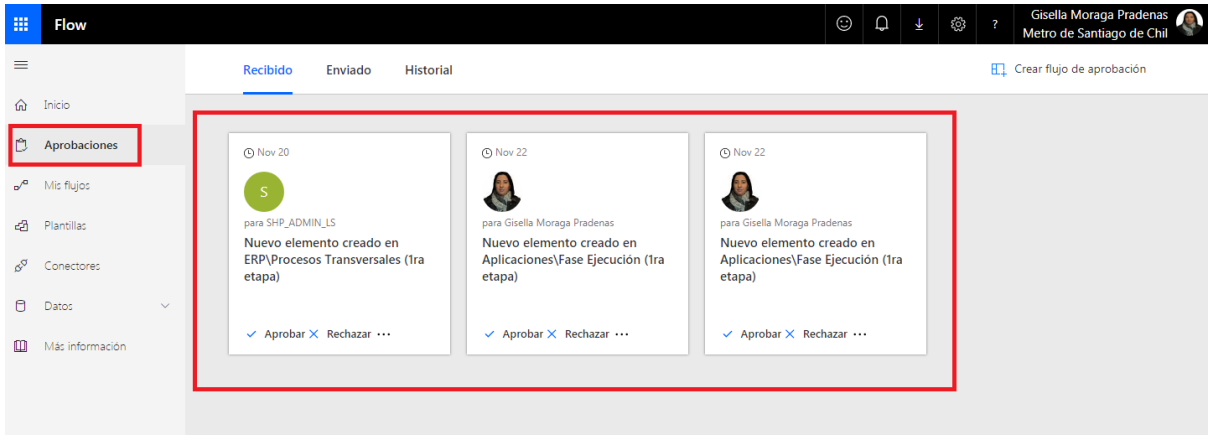 Flow
?
Gisella Moraga Pradenas
Metro de Santiago de Chil
Recibido Enviado Historial
Crear flujo de aprobación
Inicio
Aprobaciones
Mis flujos
Plantillas
Conectores
Datos
Más información
Nov 20
S
para SHP_ADMIN_LS
Nuevo elemento creado en
ERP\Procesos Transversales (1ra
etapa)
Aprobar Rechazar ...
Nov 22
para Gisella Moraga Pradenas
Nuevo elemento creado en
Aplicaciones\Fase Ejecución (1ra
etapa)
Aprobar Rechazar ...
Nov 22
para Gisella Moraga Pradenas
Nuevo elemento creado en
Aplicaciones\Fase Ejecución (1ra
etapa)
Aprobar Rechazar ...